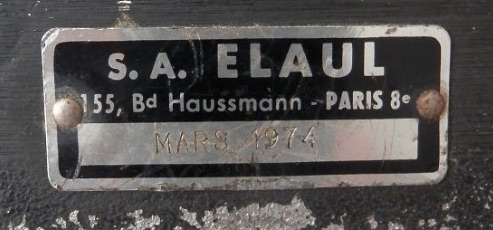 S. A. ELAUL
155, Bd Haussmann - PARIS 8e
MARS 1974